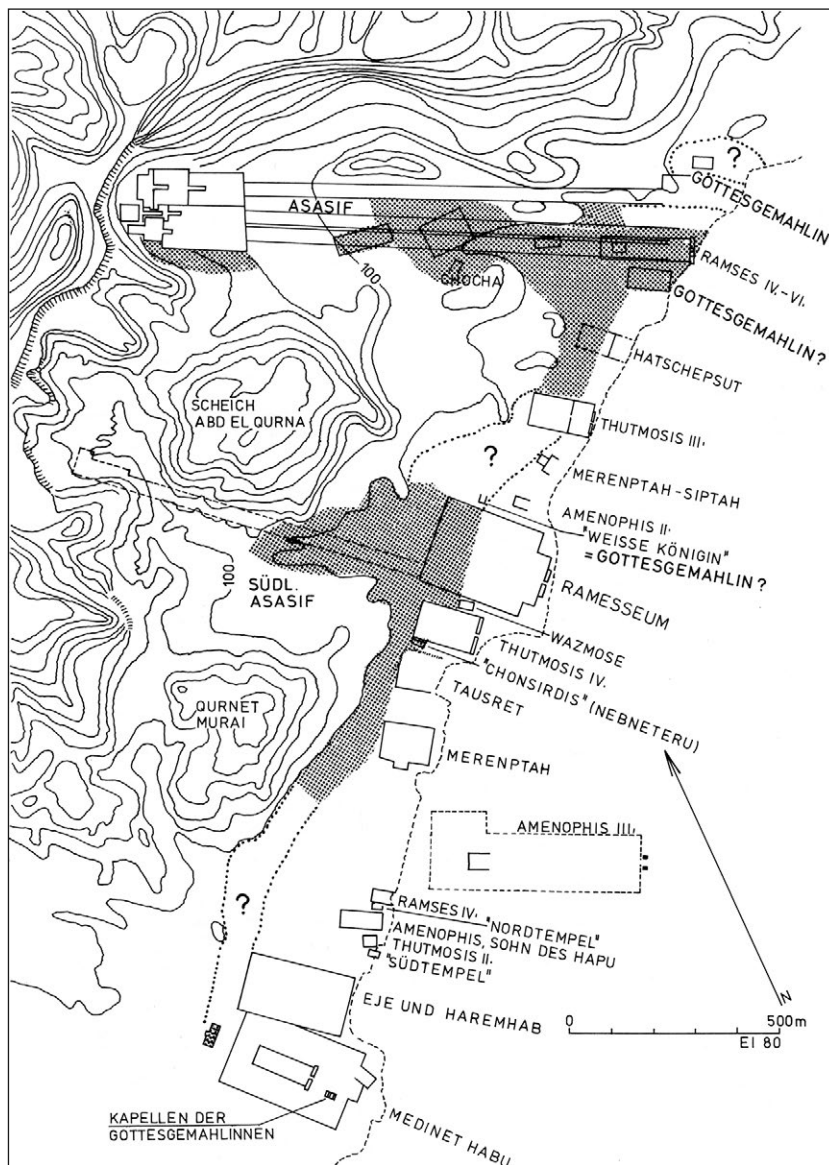 ?
GÖTTESGEMAHLIN
ASASIF
RAMSES IV.-VI.
100
CHOCHA
GOTTESGEMAHLIN?
HATSCHEPSUT
SCHEICH
ABD EL QURNA
THUTMOSIS III.
?
MERENPTAH-SIPTAH
AMENOPHIS II.
"WEISSE KÖNIGIN"
= GOTTESGEMAHLIN?
100
SÜDL.
ASASIF
RAMESSEUM
WAZMOSE
THUTMOSIS IV.
"CHONSIRDIS" (NEBNETERU)
TAUSRET
QURNET
MURAI
MERENPTAH
AMENOPHIS III.
?
RAMSES IV. "NORDTEMPEL"
AMENOPHIS, SOHN DES HAPU
THUTMOSIS II.
"SÜDTEMPEL"
EJE UND HAREMHAB
N
0 500m
EI 80
KAPELLEN DER
GOTTESGEMAHLINNEN
MEDINET HABU